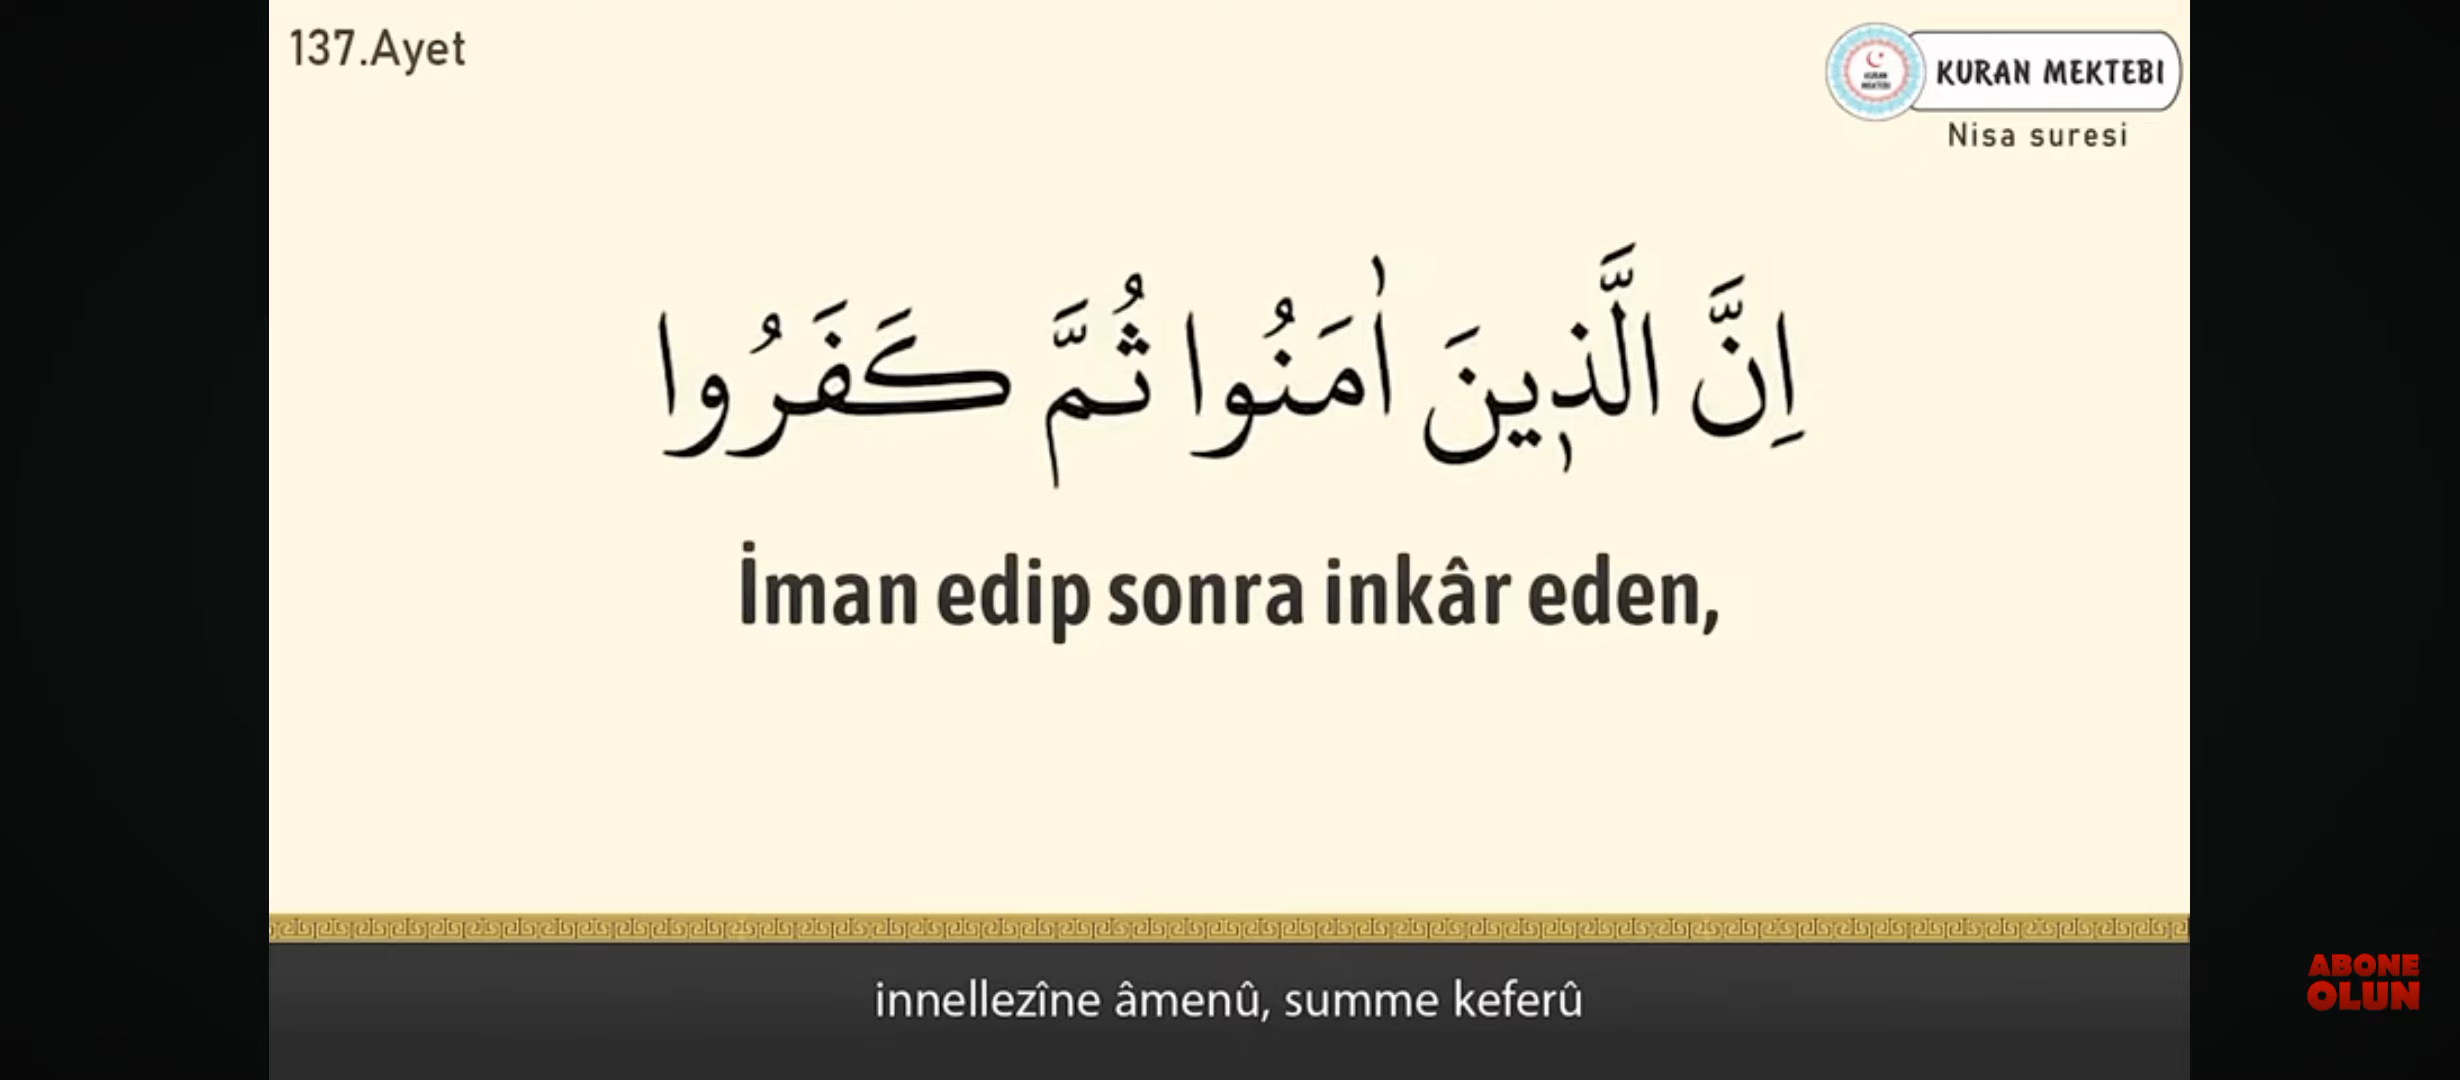 137.Ayet
KURAN MEKTEBI
Nisa suresi
اِنَّ الَّذ۪ينَ اٰمَنُوا ثُمَّ كَفَرُوا
İman edip sonra inkâr eden,
innellezîne âmenû, summe keferû
ABONE
OLUN